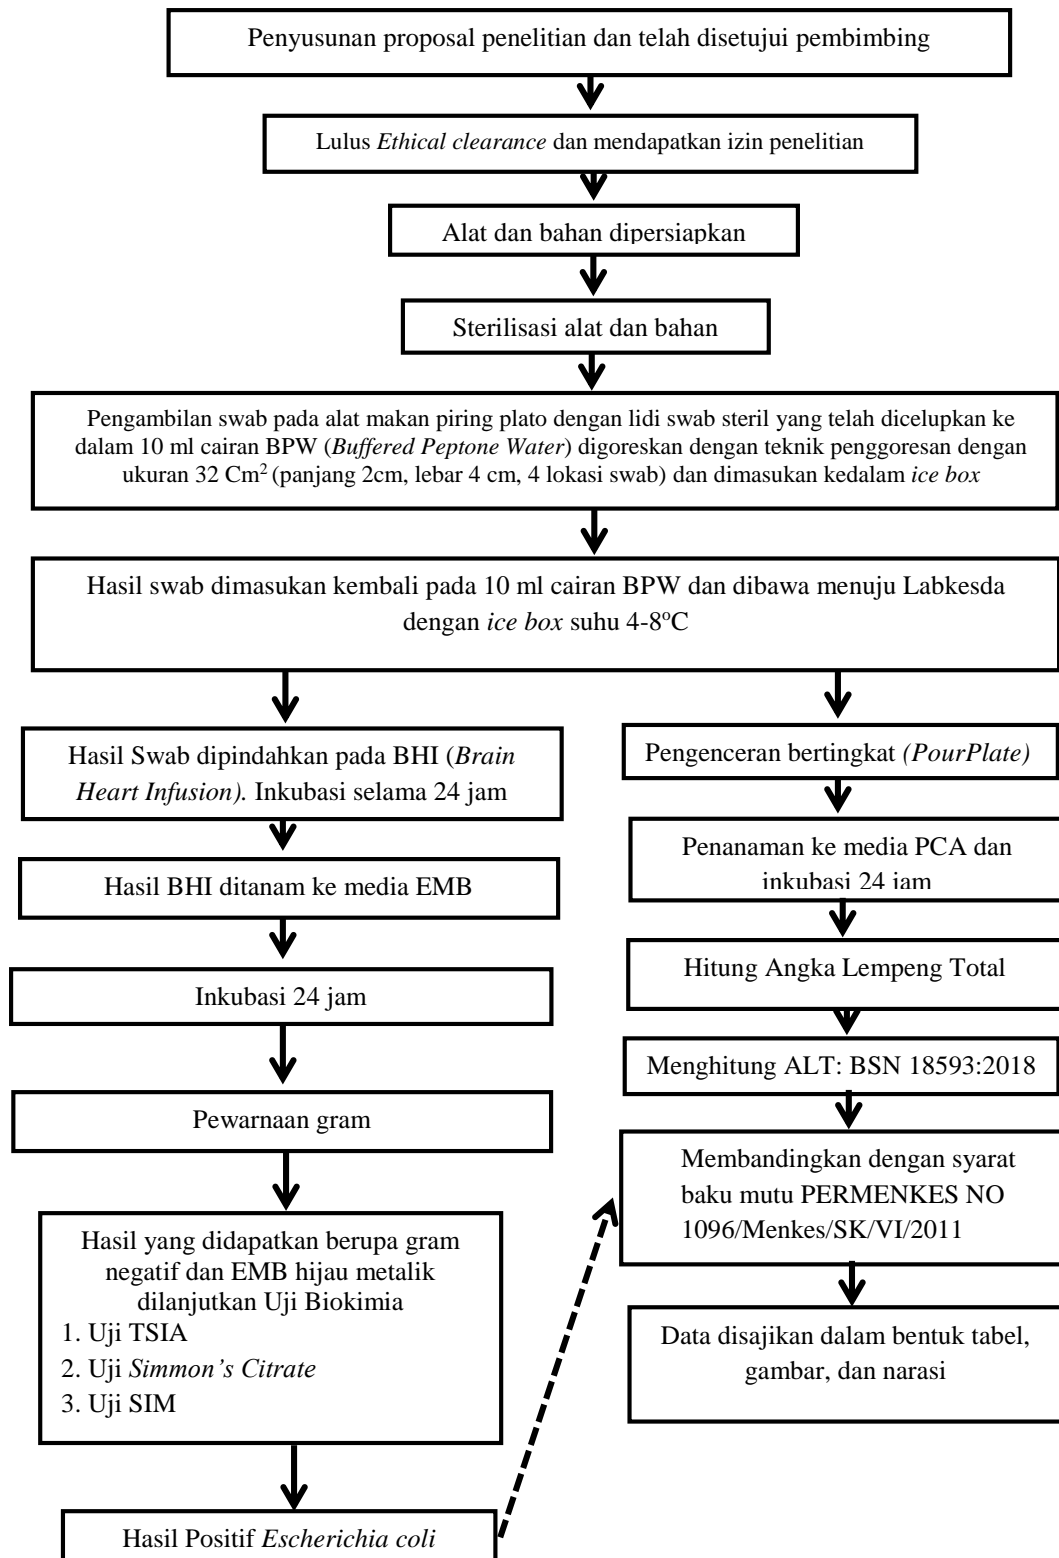 Penyusunan proposal penelitian dan telah disetujui pembimbing
Lulus Ethical clearance dan mendapatkan izin penelitian
Alat dan bahan dipersiapkan
Sterilisasi alat dan bahan
Pengambilan swab pada alat makan piring plato dengan lidi swab steril yang telah dicelupkan ke
dalam 10 ml cairan BPW (Buffered Peptone Water) digoreskan dengan teknik penggoresan dengan
ukuran 32 Cm² (panjang 2cm, lebar 4 cm, 4 lokasi swab) dan dimasukan kedalam ice box
Hasil swab dimasukan kembali pada 10 ml cairan BPW dan dibawa menuju Labkesda
dengan ice box suhu 4-8ºC
Hasil Swab dipindahkan pada BHI (Brain
Heart Infusion). Inkubasi selama 24 jam
Hasil BHI ditanam ke media EMB
Inkubasi 24 jam
Pewarnaan gram
Hasil yang didapatkan berupa gram
negatif dan EMB hijau metalik
dilanjutkan Uji Biokimia
1. Uji TSIA
2. Uji Simmon’s Citrate
3. Uji SIM
Hasil Positif Escherichia coli
Pengenceran bertingkat (PourPlate)
Penanaman ke media PCA dan
inkubasi 24 jam
Hitung Angka Lempeng Total
Menghitung ALT: BSN 18593:2018
Membandingkan dengan syarat
baku mutu PERMENKES NO
1096/Menkes/SK/VI/2011
Data disajikan dalam bentuk tabel,
gambar, dan narasi